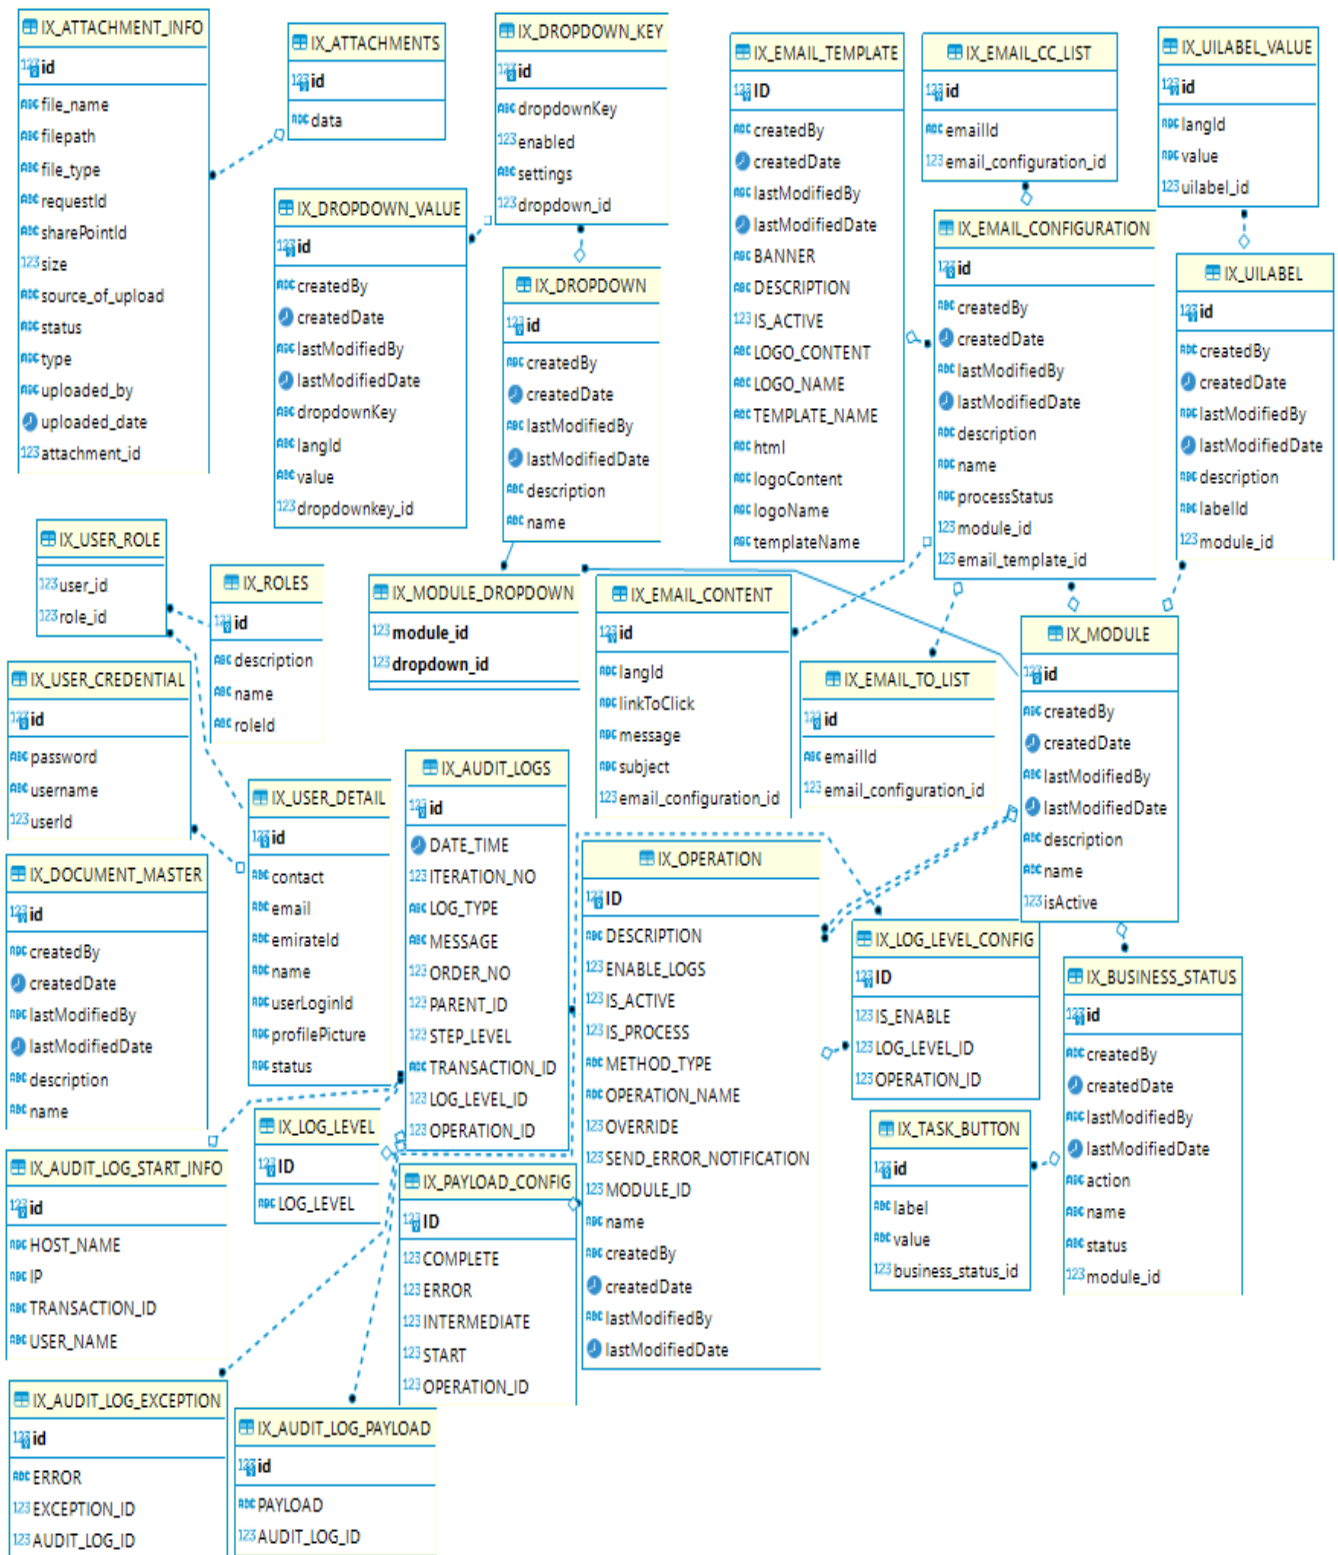 IX_ATTACHMENT_INFO
id
file_name
filepath
file_type
requestId
sharePointId
size
source_of_upload
status
type
uploaded_by
uploaded_date
attachment_id
IX_ATTACHMENTS
id
data
IX_DROPDOWN_KEY
id
dropdownKey
enabled
settings
dropdown_id
IX_DROPDOWN_VALUE
id
createdBy
createdDate
lastModifiedBy
lastModifiedDate
dropdownKey
langId
value
dropdownkey_id
IX_DROPDOWN
id
createdBy
createdDate
lastModifiedBy
lastModifiedDate
description
name
IX_EMAIL_TEMPLATE
ID
createdBy
createdDate
lastModifiedBy
lastModifiedDate
BANNER
DESCRIPTION
IS_ACTIVE
LOGO_CONTENT
LOGO_NAME
TEMPLATE_NAME
html
logoContent
logoName
templateName
IX_EMAIL_CC_LIST
id
emailId
email_configuration_id
IX_UILABEL_VALUE
id
langId
value
uilabel_id
IX_EMAIL_CONFIGURATION
id
createdBy
createdDate
lastModifiedBy
lastModifiedDate
description
name
processStatus
module_id
email_template_id
IX_UILABEL
id
createdBy
createdDate
lastModifiedBy
lastModifiedDate
description
labelId
module_id
IX_USER_ROLE
user_id
role_id
IX_ROLES
id
description
name
roleId
IX_MODULE_DROPDOWN
module_id
dropdown_id
IX_EMAIL_CONTENT
id
langId
linkToClick
message
subject
email_configuration_id
IX_EMAIL_TO_LIST
id
emailId
email_configuration_id
IX_MODULE
id
createdBy
createdDate
lastModifiedBy
lastModifiedDate
description
name
isActive
IX_USER_CREDENTIAL
id
password
username
userId
IX_USER_DETAIL
id
contact
email
emirateId
name
userLoginId
profilePicture
status
IX_AUDIT_LOGS
id
DATE_TIME
ITERATION_NO
LOG_TYPE
MESSAGE
ORDER_NO
PARENT_ID
STEP_LEVEL
TRANSACTION_ID
LOG_LEVEL_ID
OPERATION_ID
IX_OPERATION
ID
DESCRIPTION
ENABLE_LOGS
IS_ACTIVE
IS_PROCESS
METHOD_TYPE
OPERATION_NAME
OVERRIDE
SEND_ERROR_NOTIFICATION
MODULE_ID
name
createdBy
createdDate
lastModifiedBy
lastModifiedDate
IX_LOG_LEVEL_CONFIG
ID
IS_ENABLE
LOG_LEVEL_ID
OPERATION_ID
IX_BUSINESS_STATUS
id
createdBy
createdDate
lastModifiedBy
lastModifiedDate
action
name
status
module_id
IX_DOCUMENT_MASTER
id
createdBy
createdDate
lastModifiedBy
lastModifiedDate
description
name
IX_LOG_LEVEL
ID
LOG_LEVEL
IX_TASK_BUTTON
id
label
value
business_status_id
IX_AUDIT_LOG_START_INFO
id
HOST_NAME
IP
TRANSACTION_ID
USER_NAME
IX_PAYLOAD_CONFIG
ID
COMPLETE
ERROR
INTERMEDIATE
START
OPERATION_ID
IX_AUDIT_LOG_EXCEPTION
id
ERROR
EXCEPTION_ID
AUDIT_LOG_ID
IX_AUDIT_LOG_PAYLOAD
id
PAYLOAD
AUDIT_LOG_ID